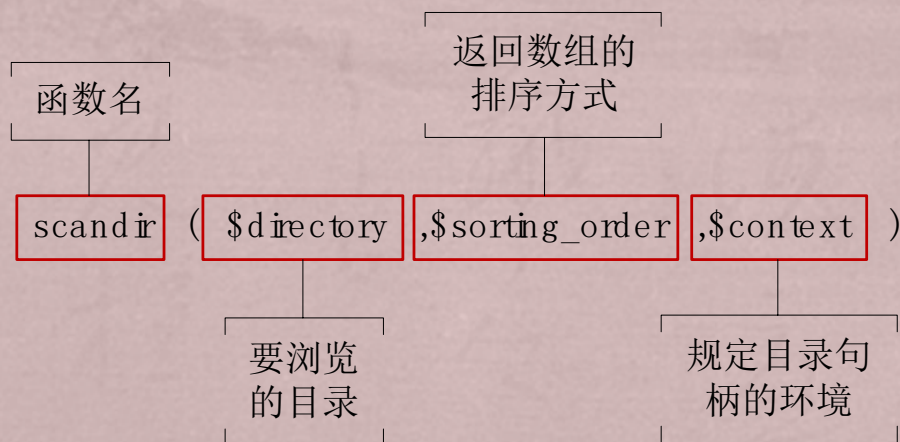 返回数组的
排序方式
函数名
scandir ( $directory ,$sorting_order ,$context )
要浏览
的目录
规定目录句
柄的环境